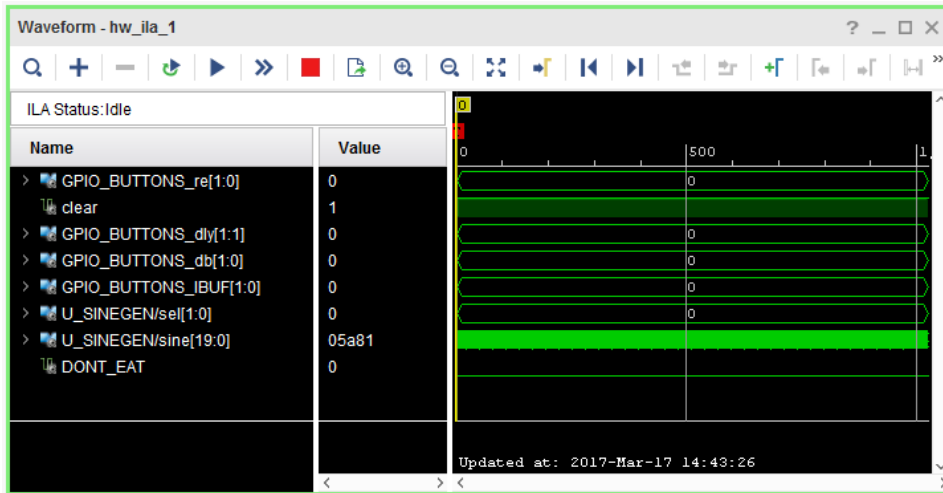 Waveform - hw_ila_1
ILA Status:Idle
Name Value
0
0 500 1,
GPIO_BUTTONS_re[1:0] 0 0
clear 1
GPIO_BUTTONS_dly[1:1] 0 0
GPIO_BUTTONS_db[1:0] 0 0
GPIO_BUTTONS_IBUF[1:0] 0 0
U_SINEGEN/sel[1:0] 0 0
U_SINEGEN/sine[19:0] 05a81
DONT_EAT 0
Updated at: 2017-Mar-17 14:43:26